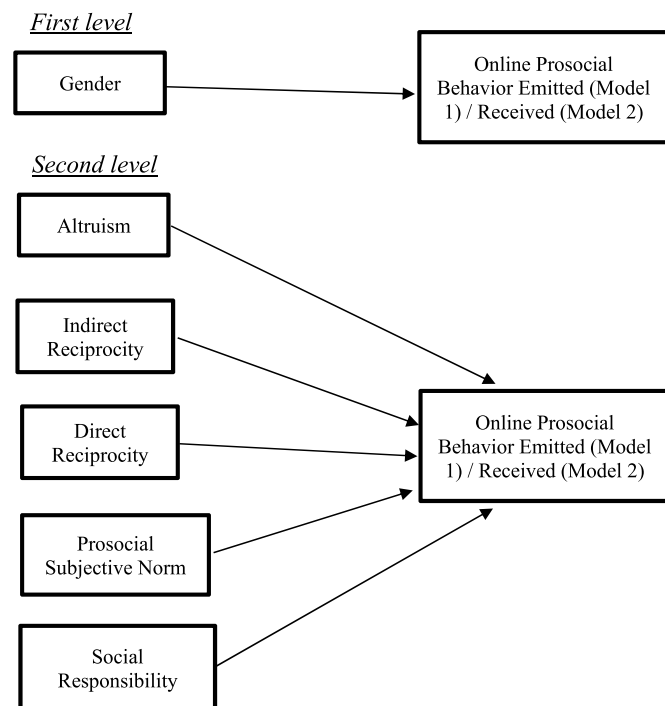 First level
Gender
Online Prosocial
Behavior Emitted (Model
1) / Received (Model 2)
Second level
Altruism
Indirect
Reciprocity
Direct
Reciprocity
Online Prosocial
Behavior Emitted (Model
1) / Received (Model 2)
Prosocial
Subjective Norm
Social
Responsibility